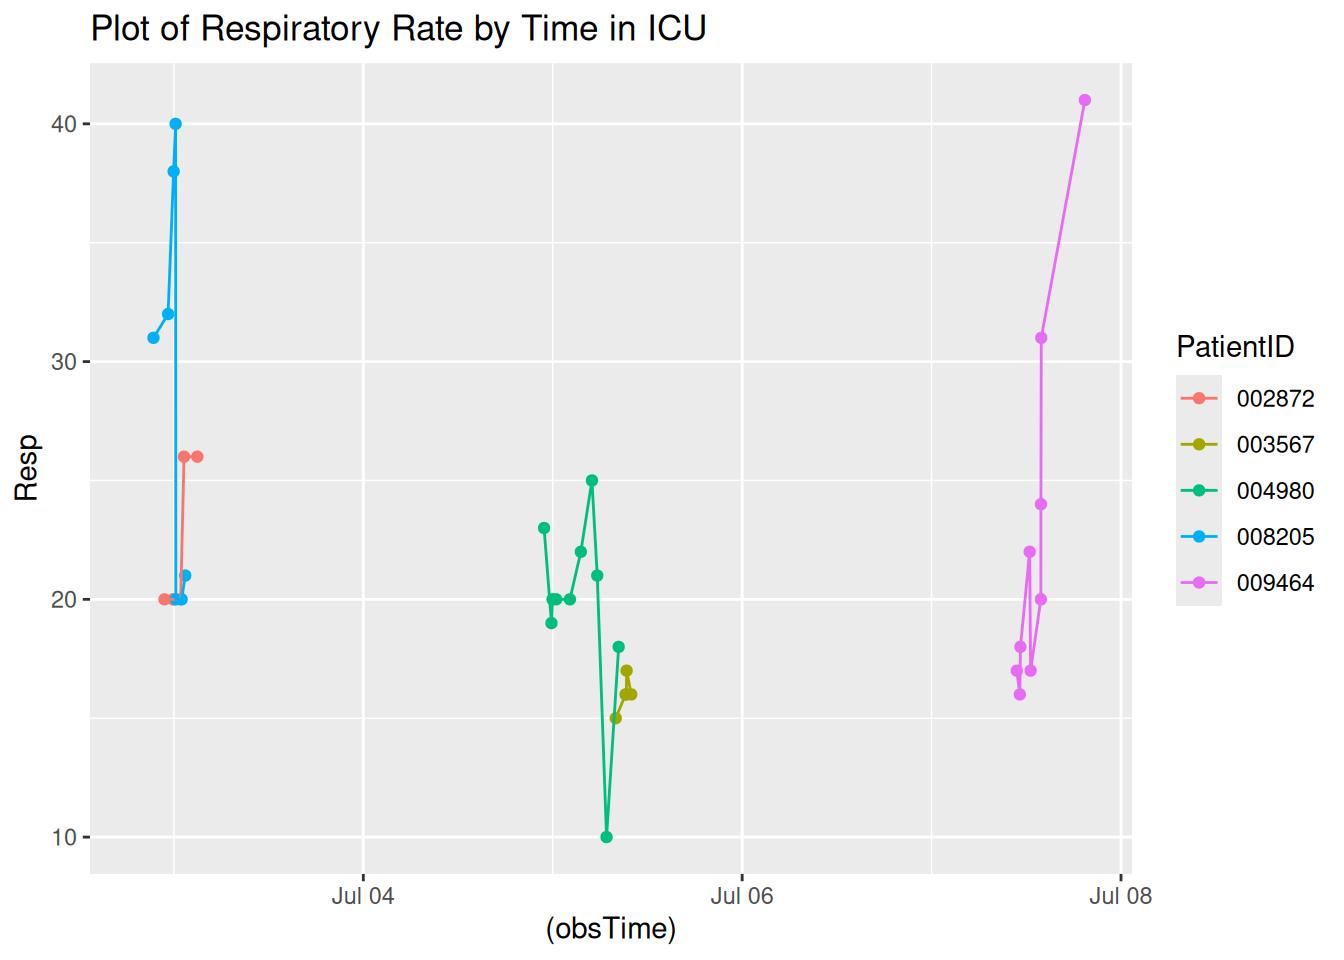 Plot of Respiratory Rate by Time in ICU
40
30
20
10
Resp
Jul 04
Jul 06
Jul 08
(obsTime)
PatientID
002872
003567
004980
008205
009464